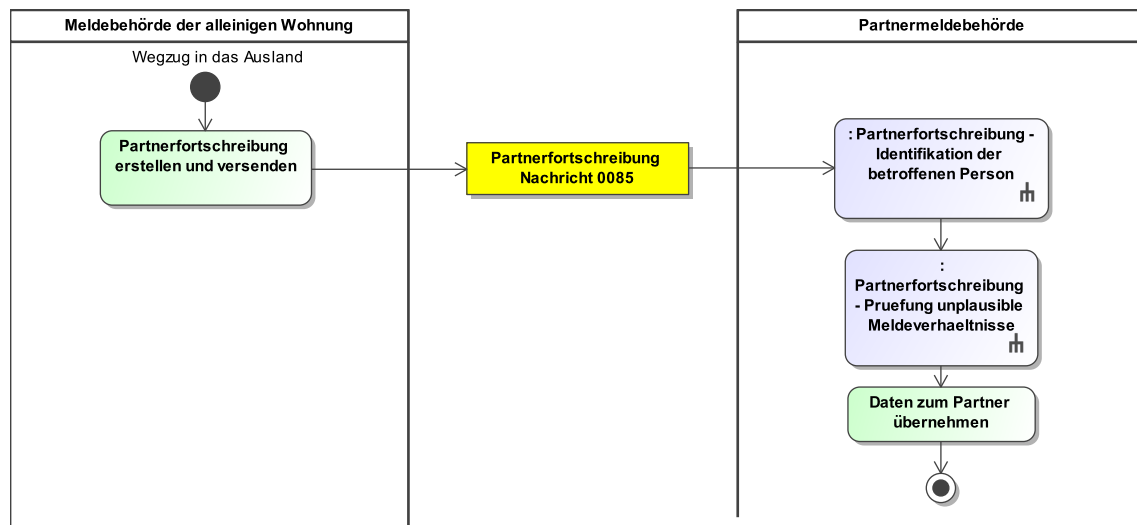 Meldebehörde der alleinigen Wohnung
Partnermeldebehörde
Wegzug in das Ausland
Partnerfortschreibung
erstellen und versenden
Partnerfortschreibung
Nachricht 0085
: Partnerfortschreibung -
Identifikation der
betroffenen Person
:
Partnerfortschreibung
- Pruefung unplausible
Meldeverhaeltnisse
Daten zum Partner
übernehmen